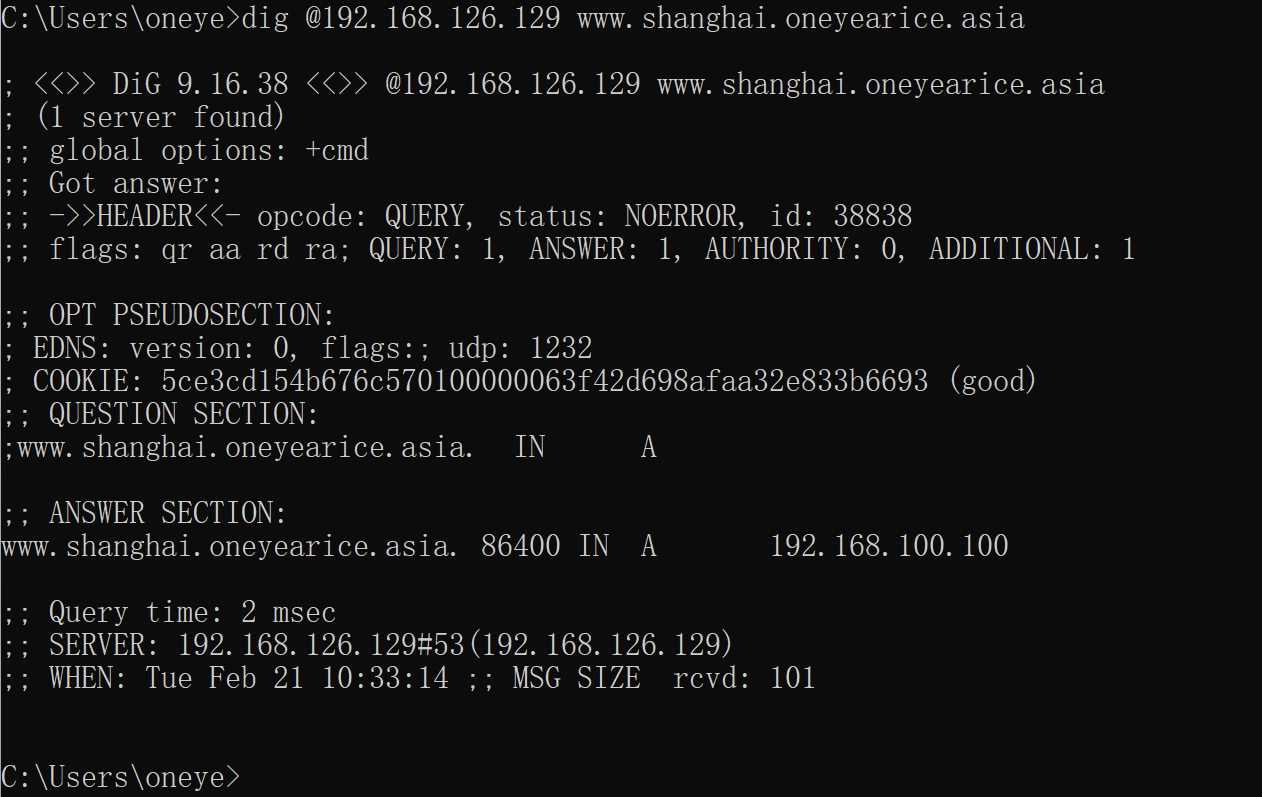 C:\Users\oneye>dig @192.168.126.129 www.shanghai.oneyearice.asia
; <<>> DiG 9.16.38 <<>> @192.168.126.129 www.shanghai.oneyearice.asia
; (1 server found)
;; global options: +cmd
;; Got answer:
;; ->>HEADER<<- opcode: QUERY, status: NOERROR, id: 38838
;; flags: qr aa rd ra; QUERY: 1, ANSWER: 1, AUTHORITY: 0, ADDITIONAL: 1
;; OPT PSEUDOSECTION:
; EDNS: version: 0, flags:; udp: 1232
; COOKIE: 5ce3cd154b676c570100000063f42d698afaa32e833b6693 (good)
;; QUESTION SECTION:
;www.shanghai.oneyearice.asia. IN A
;; ANSWER SECTION:
www.shanghai.oneyearice.asia. 86400 IN A 192.168.100.100
;; Query time: 2 msec
;; SERVER: 192.168.126.129#53(192.168.126.129)
;; WHEN: Tue Feb 21 10:33:14 ;; MSG SIZE rcvd: 101
C:\Users\oneye>